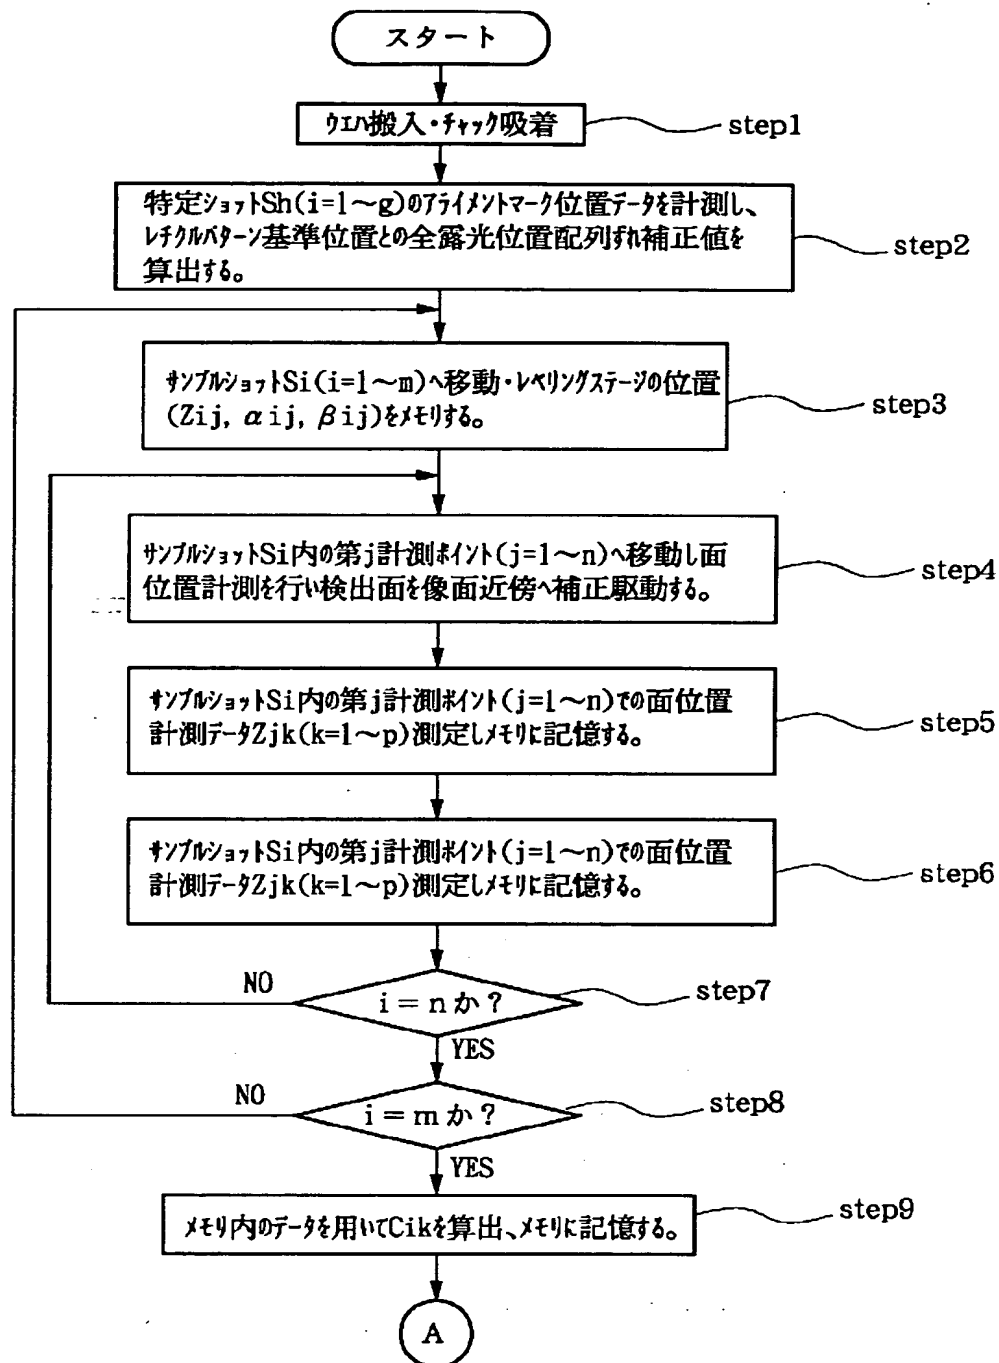 スタート
ウエハ搬入・チャック吸着
step1
特定ショットSh(i=1～g)のアライメントマーク位置データを計測し、
レチクルパターン基準位置との全露光位置配列ずれ補正値を
算出する。
step2
サンプルショットSi(i=1～m)へ移動・レベリングステージの位置
(Zij, αij, βij)をメモリする。
step3
サンプルショットSi内の第j計測ポイント(j=1～n)へ移動し面
位置計測を行い検出面を像面近傍へ補正駆動する。
step4
サンプルショットSi内の第j計測ポイント(j=1～n)での面位置
計測データZjk(k=1～p)測定しメモリに記憶する。
step5
サンプルショットSi内の第j計測ポイント(j=1～n)での面位置
計測データZjk(k=1～p)測定しメモリに記憶する。
step6
NO
i=nか?
step7
YES
NO
i=mか?
step8
YES
メモリ内のデータを用いてCikを算出、メモリに記憶する。
step9
A